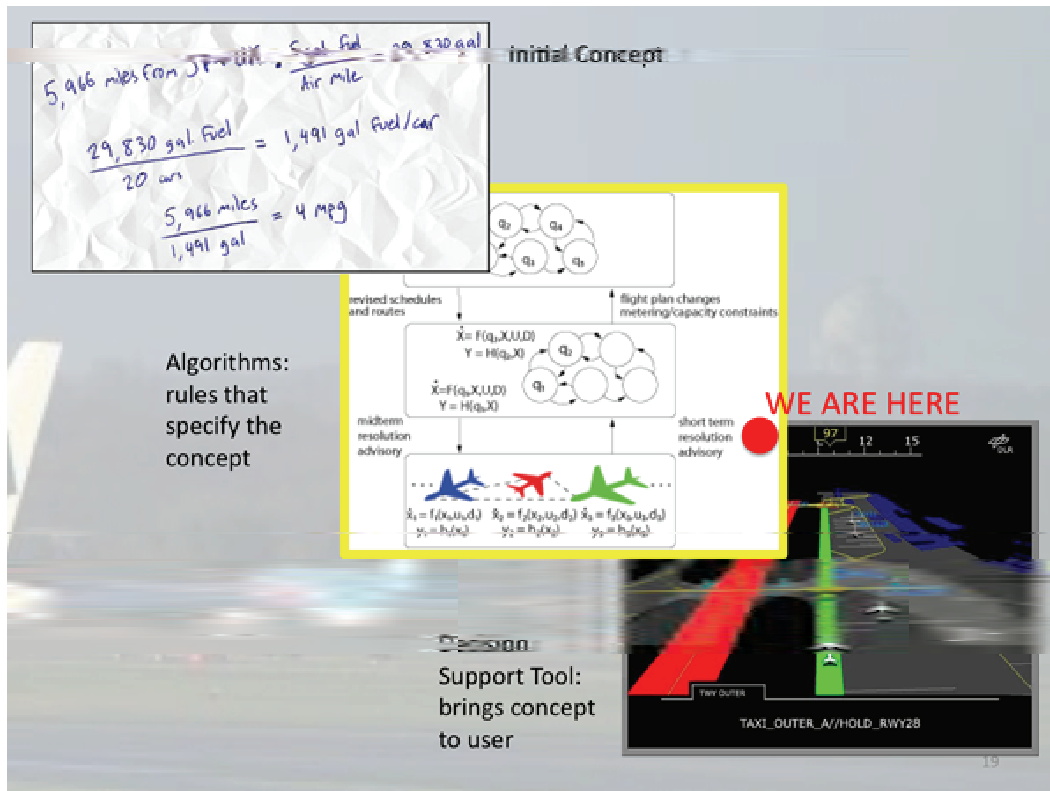 Initial Concept
5,966 miles from
Air Mile
29,830 gal. Fuel
20 cars
= 1,491 gal Fuel/car
5,966 miles
1,491 gal
= 4 mpg
q₂
q₄
q₃
q₅
revised schedules
and routes
flight plan changes
metering/capacity constraints
Y = H(q,X)
q₂
q₁
Y = H(q,X)
midterm
resolution
advisory
short term
resolution
advisory
Algorithms:
rules that
specify the
concept
WE ARE HERE
97
12
15
DLR
Decision
Support Tool:
brings concept
to user
TWY OUTER
TAXI_OUTER_A//HOLD_RWY28
19